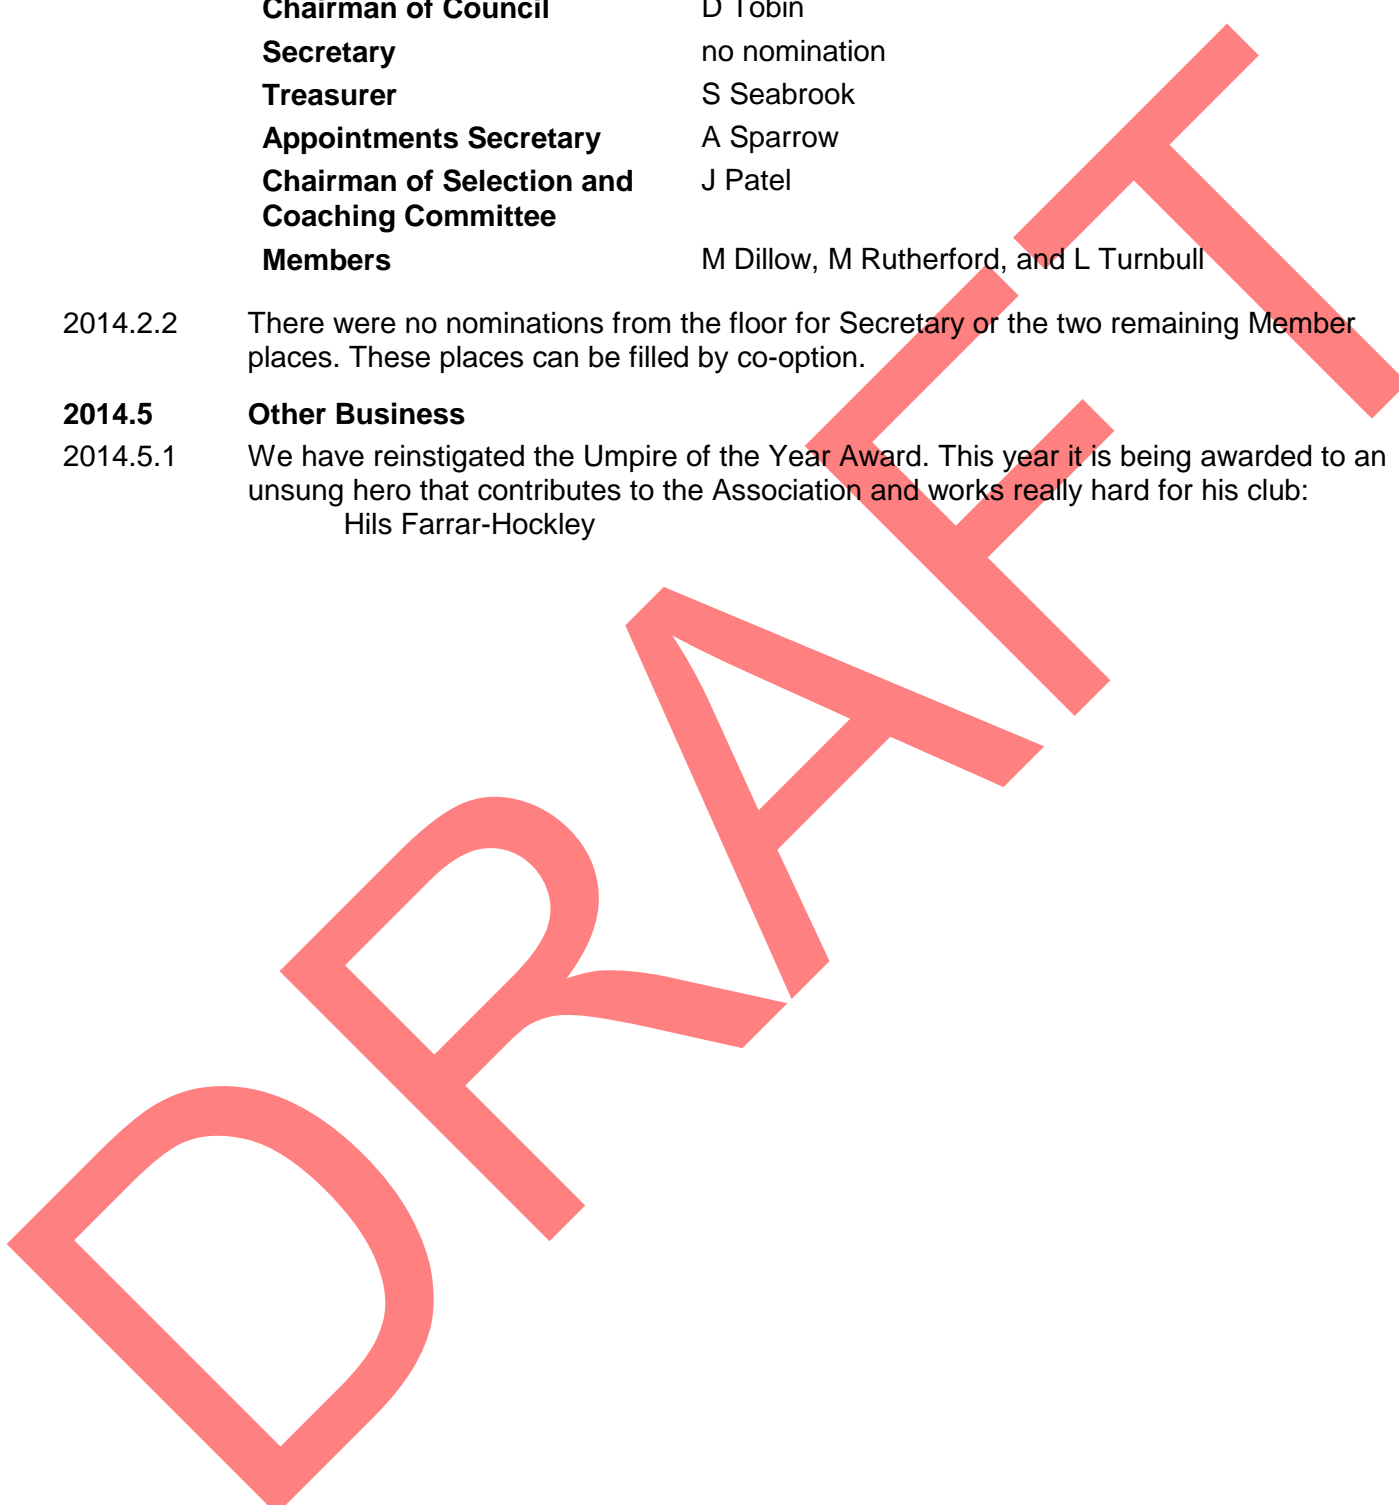 Chairman of Council D Tobin
Secretary no nomination
Treasurer S Seabrook
Appointments Secretary A Sparrow
Chairman of Selection and J Patel
Coaching Committee
Members M Dillow, M Rutherford, and L Turnbull
2014.2.2 There were no nominations from the floor for Secretary or the two remaining Member
places. These places can be filled by co-option.
2014.5 Other Business
2014.5.1 We have reinstigated the Umpire of the Year Award. This year it is being awarded to an
unsung hero that contributes to the Association and works really hard for his club:
Hils Farrar-Hockley
DRAFT